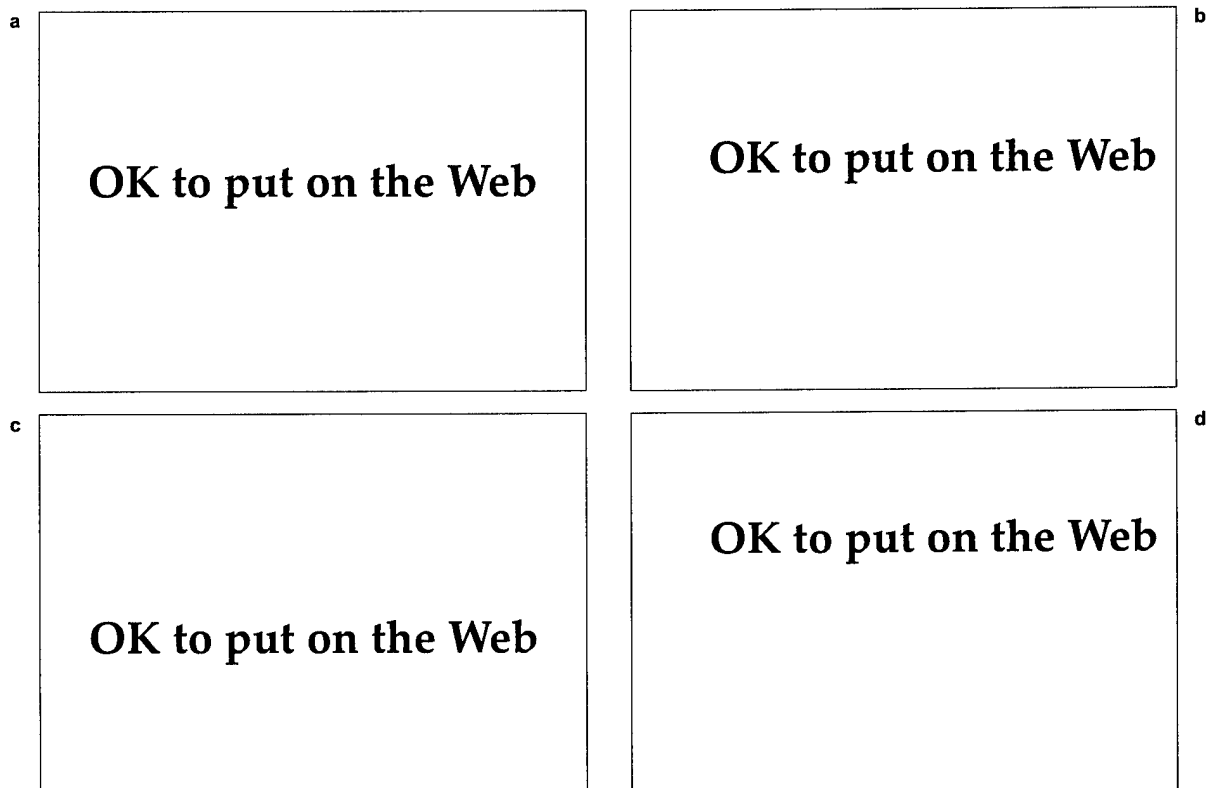 a
OK to put on the Web
b
OK to put on the Web
c
OK to put on the Web
d
OK to put on the Web